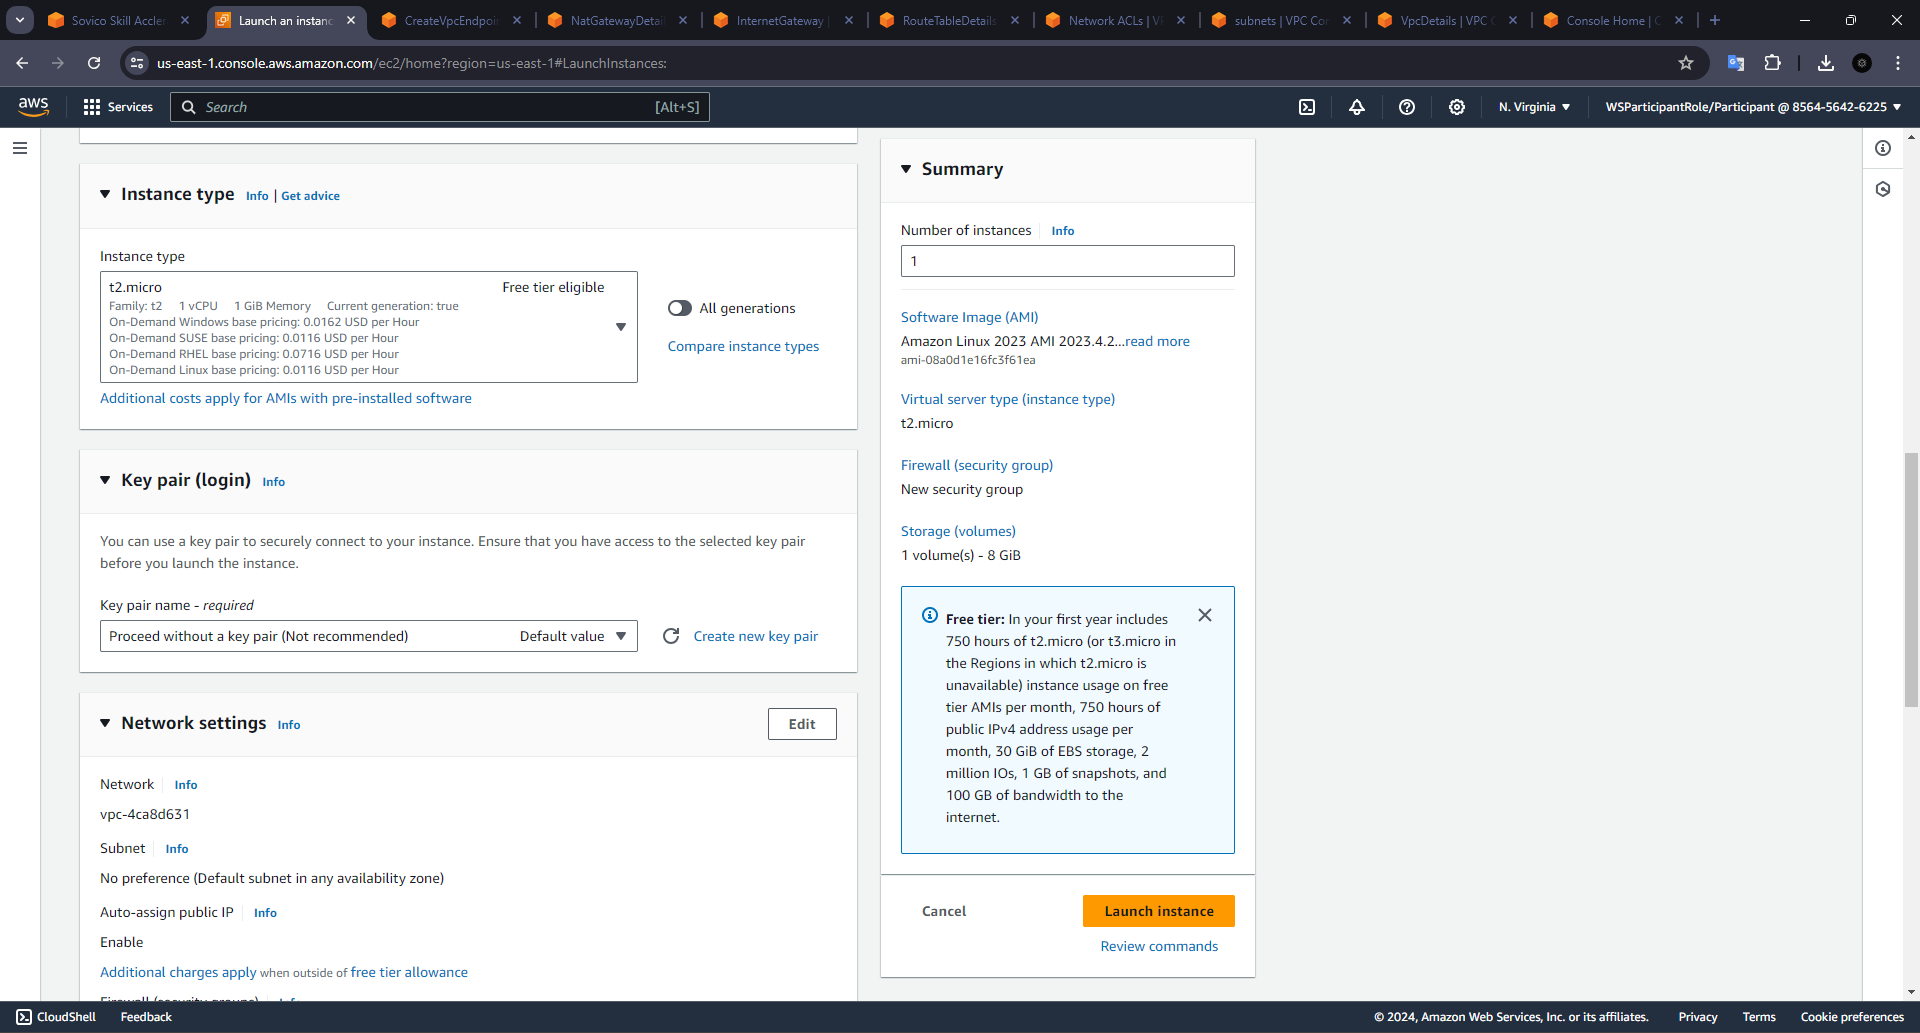 Sovico Skill Accler
Launch an instanc
CreateVpcEndpoin
NatGatewayDetail
InternetGateway |
RouteTableDetails
Network ACLs | VP
subnets | VPC Con
VpcDetails | VPC C
Console Home | C
us-east-1.console.aws.amazon.com/ec2/home?region=us-east-1#LaunchInstances:
aws
Services
Search
[Alt+S]
N. Virginia
WSParticipantRole/Participant @ 8564-5642-6225
Instance type Info | Get advice
Instance type
t2.micro Free tier eligible
Family: t2 1 vCPU 1 GiB Memory Current generation: true
On-Demand Windows base pricing: 0.0162 USD per Hour
On-Demand SUSE base pricing: 0.0116 USD per Hour
On-Demand RHEL base pricing: 0.0716 USD per Hour
On-Demand Linux base pricing: 0.0116 USD per Hour
All generations
Compare instance types
Additional costs apply for AMIs with pre-installed software
Key pair (login) Info
You can use a key pair to securely connect to your instance. Ensure that you have access to the selected key pair
before you launch the instance.
Key pair name - required
Proceed without a key pair (Not recommended) Default value
Create new key pair
Network settings Info
Edit
Network Info
vpc-4ca8d631
Subnet Info
No preference (Default subnet in any availability zone)
Auto-assign public IP Info
Enable
Additional charges apply when outside of free tier allowance
Firewall (security groups) Info
Summary
Number of instances Info
1
Software Image (AMI)
Amazon Linux 2023 AMI 2023.4.2...read more
ami-08a0d1e16fc3f61ea
Virtual server type (instance type)
t2.micro
Firewall (security group)
New security group
Storage (volumes)
1 volume(s) - 8 GiB
Free tier: In your first year includes
750 hours of t2.micro (or t3.micro in
the Regions in which t2.micro is
unavailable) instance usage on free
tier AMIs per month, 750 hours of
public IPv4 address usage per
month, 30 GiB of EBS storage, 2
million IOs, 1 GB of snapshots, and
100 GB of bandwidth to the
internet.
Cancel
Launch instance
Review commands
CloudShell
Feedback
© 2024, Amazon Web Services, Inc. or its affiliates.
Privacy
Terms
Cookie preferences